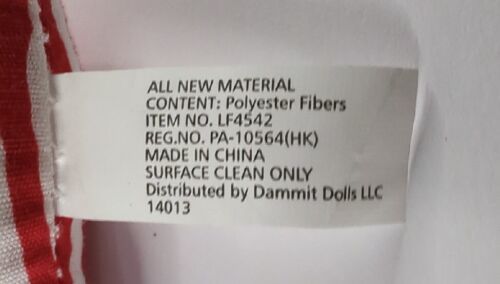 ALL NEW MATERIAL
CONTENT: Polyester Fibers
ITEM NO. LF4542
REG.NO. PA-10564(HK)
MADE IN CHINA
SURFACE CLEAN ONLY
Distributed by Dammit Dolls LLC
14013